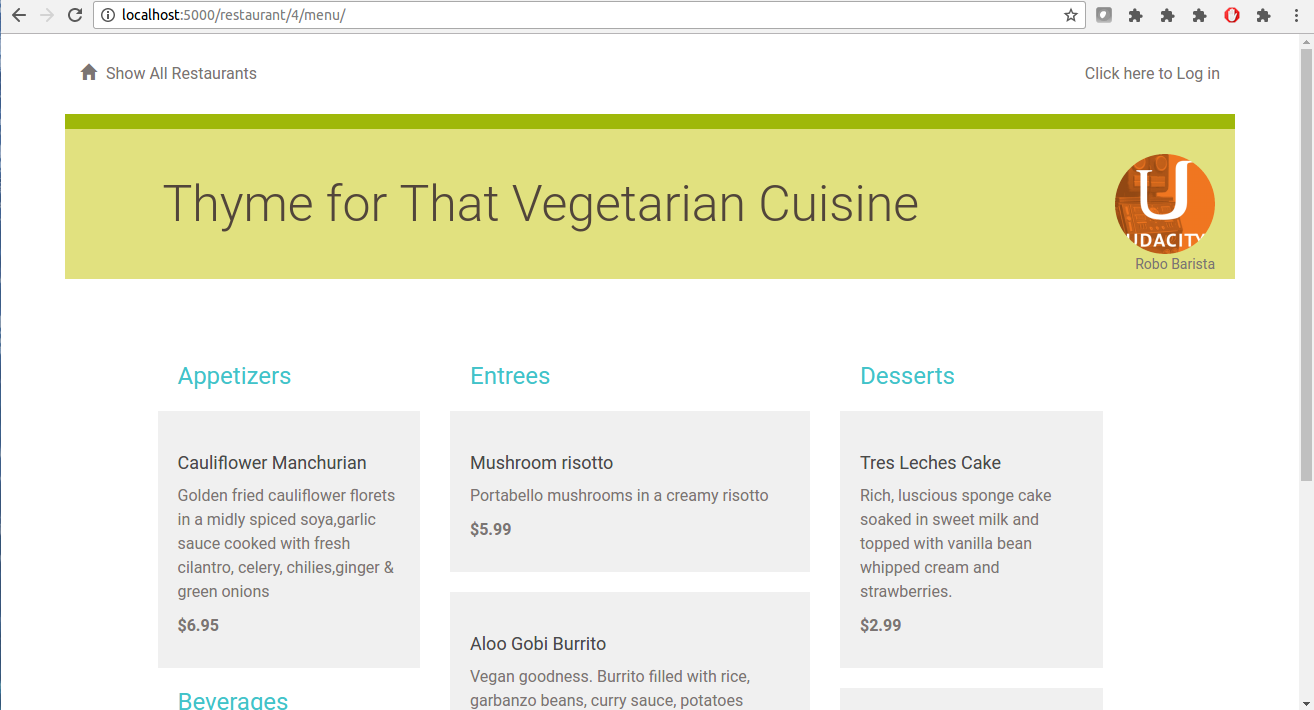 localhost:5000/restaurant/4/menu/
Show All Restaurants
Click here to Log in
Thyme for That Vegetarian Cuisine
UDACITY
Robo Barista
Appetizers
Cauliflower Manchurian
Golden fried cauliflower florets
in a midly spiced soya,garlic
sauce cooked with fresh
cilantro, celery, chilies,ginger &
green onions
$6.95
Beverages
Entrees
Mushroom risotto
Portabello mushrooms in a creamy risotto
$5.99
Aloo Gobi Burrito
Vegan goodness. Burrito filled with rice,
garbanzo beans, curry sauce, potatoes
Desserts
Tres Leches Cake
Rich, luscious sponge cake
soaked in sweet milk and
topped with vanilla bean
whipped cream and
strawberries.
$2.99